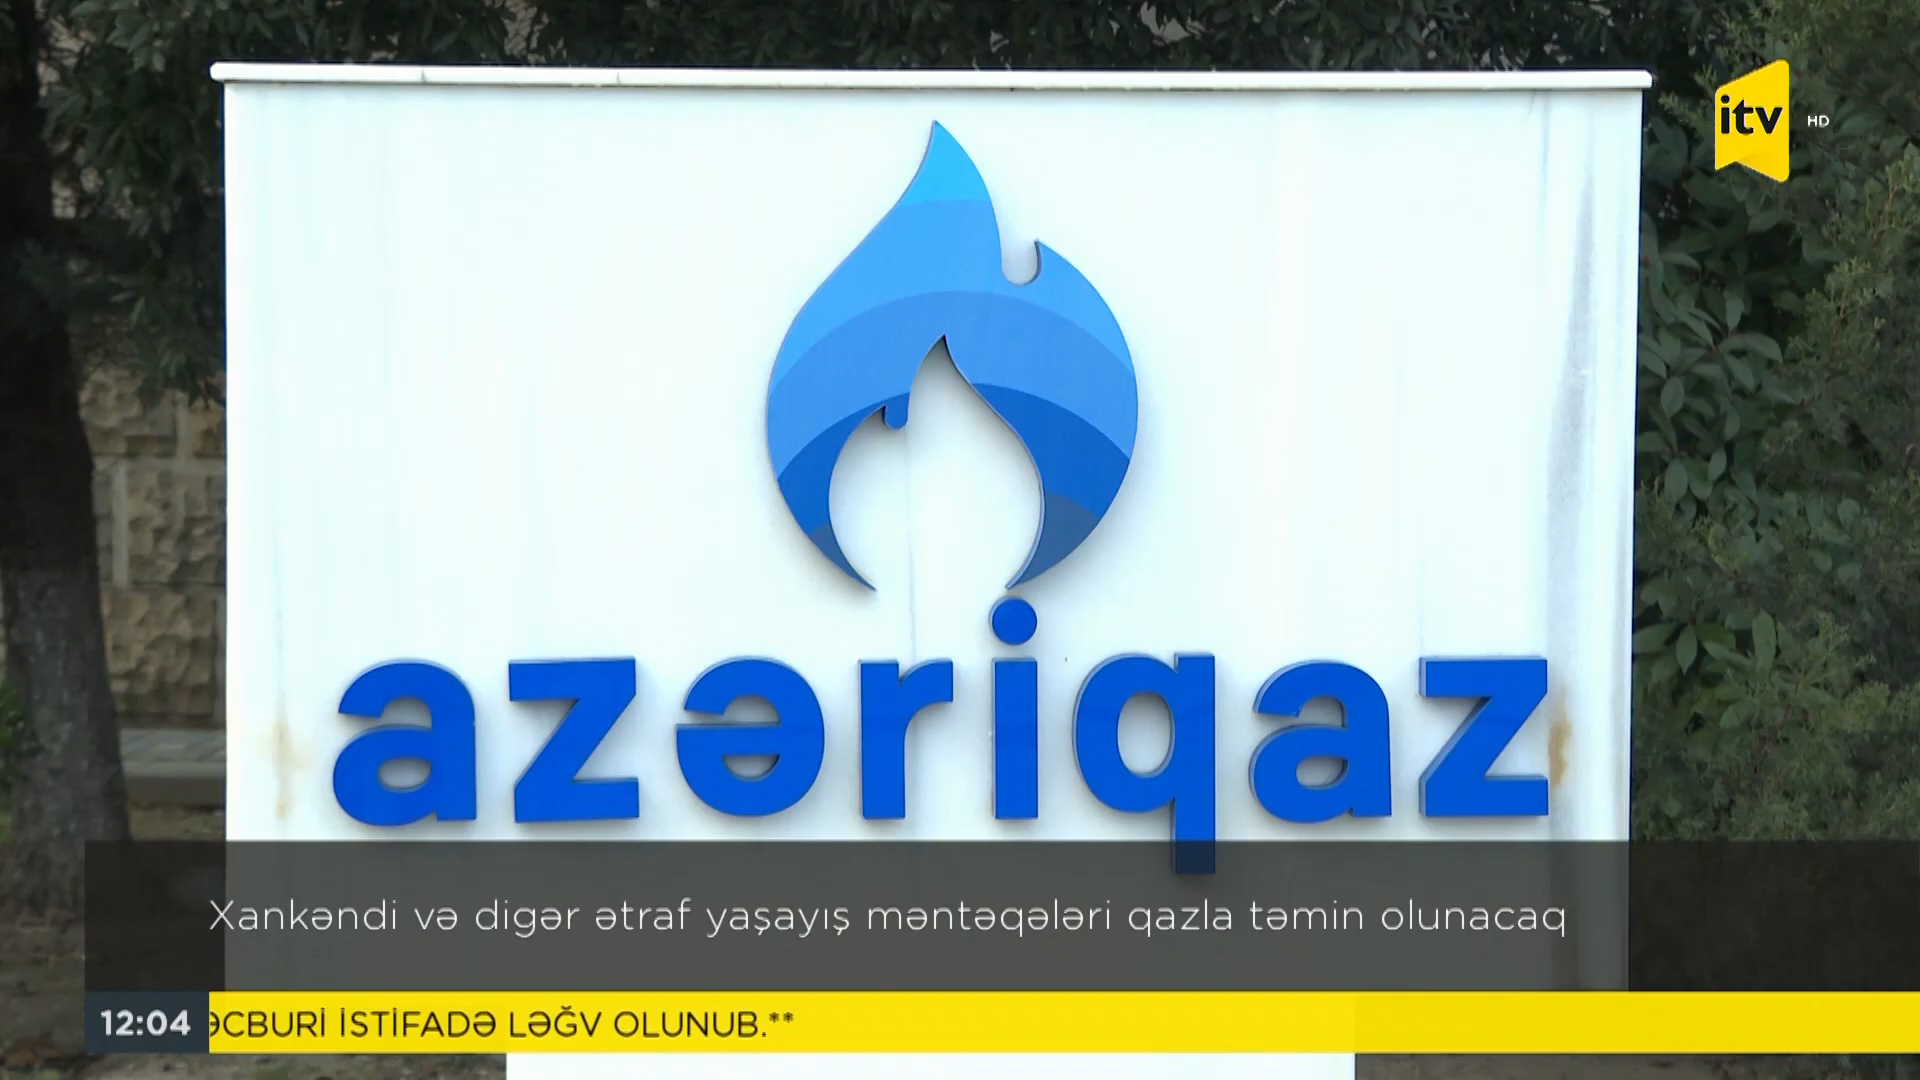 itv HD
azəriqaz
Xankəndi və digər ətraf yaşayış məntəqələri qazla təmin olunacaq
12:04 ƏCBURİ İSTİFADƏ LƏĞV OLUNUB.**